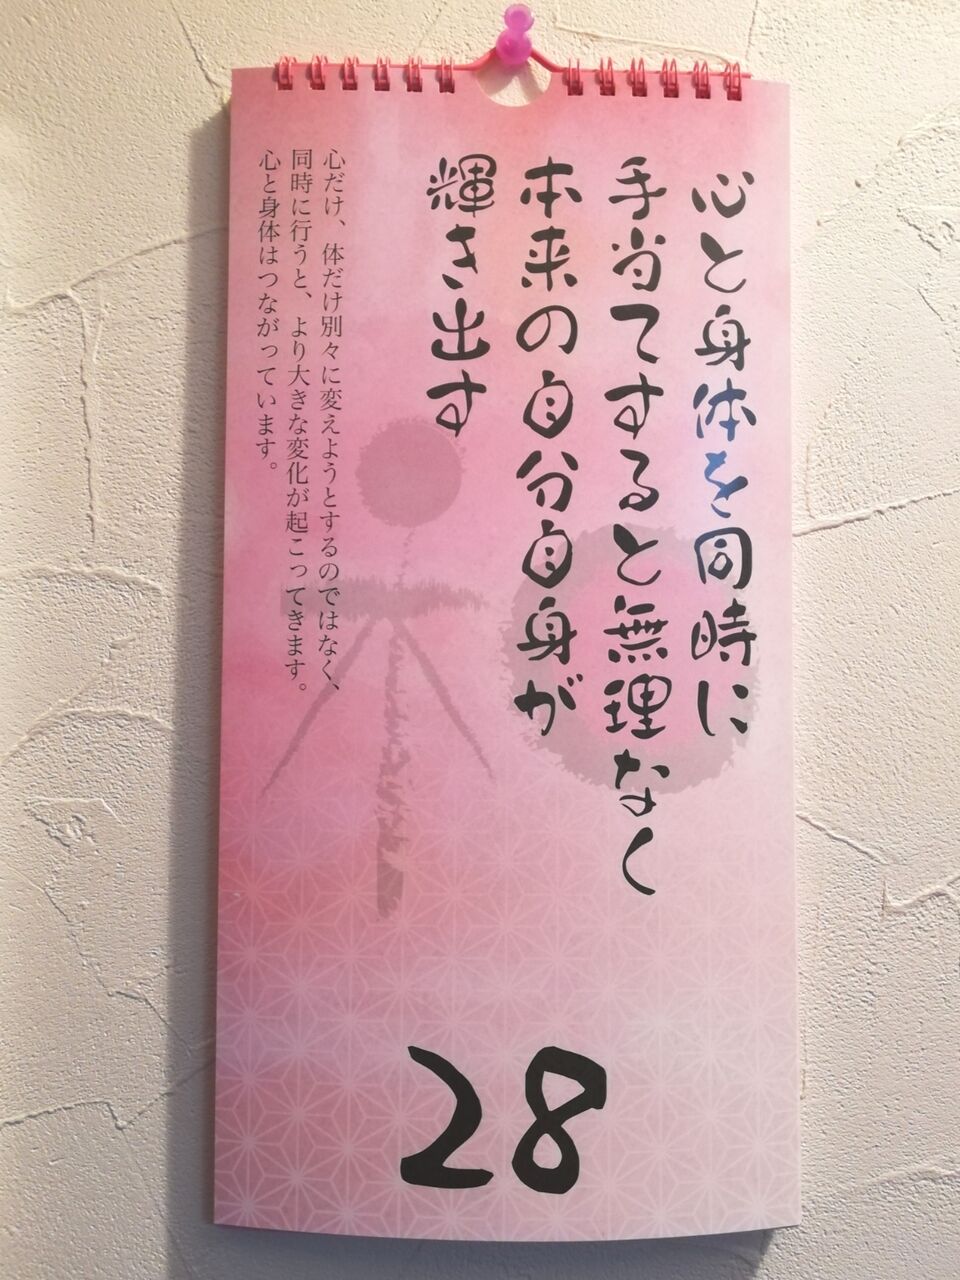 心と身体を同時に
手当てすると無理なく
本来の自分自身が
輝き出す
心だけ、体だけ別々に変えようとするのではなく、
同時に行うと、より大きな変化が起こってきます。
心と身体はつながっています。
28